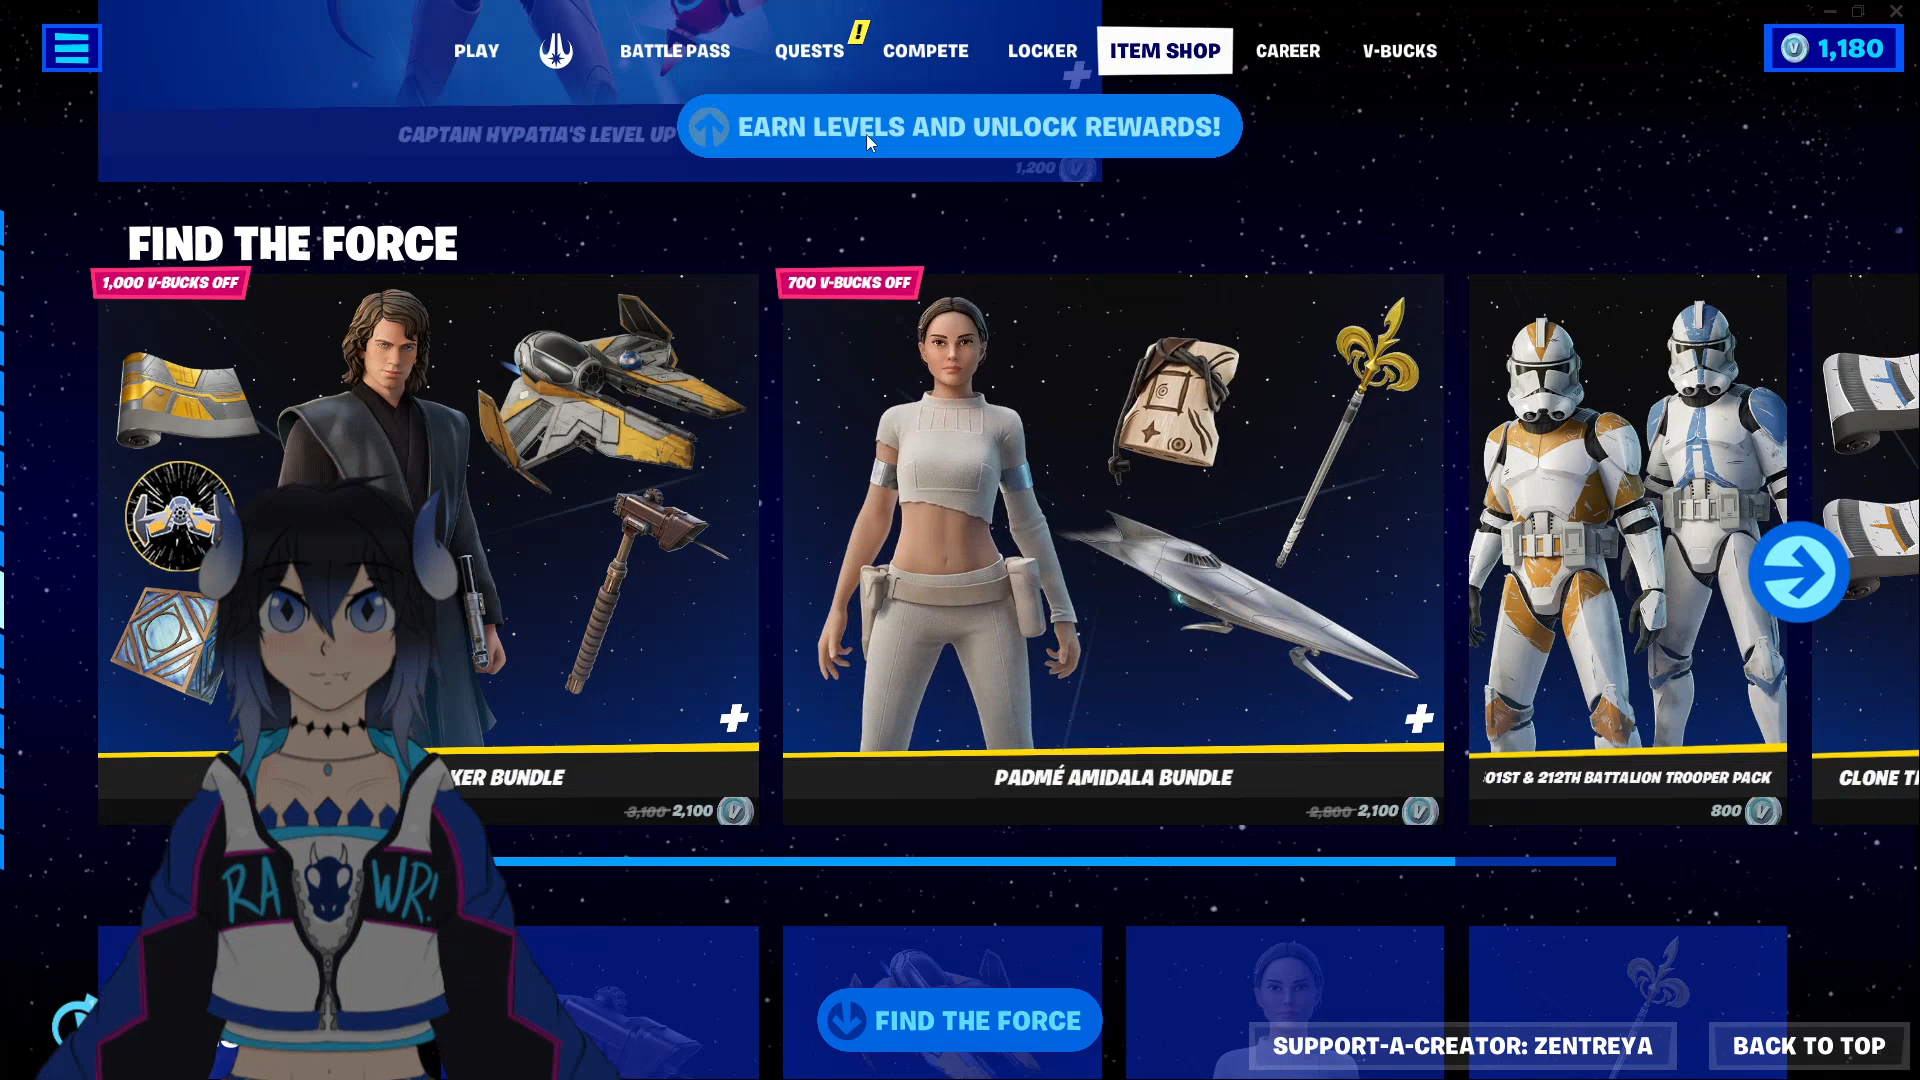 PLAY
BATTLE PASS
QUESTS
!
COMPETE
LOCKER
ITEM SHOP
CAREER
V-BUCKS
1,180
CAPTAIN HYPATIA'S LEVEL UP
EARN LEVELS AND UNLOCK REWARDS!
1,200
FIND THE FORCE
1,000 V-BUCKS OFF
700 V-BUCKS OFF
KER BUNDLE
3,100 2,100
PADMÉ AMIDALA BUNDLE
2,800 2,100
01ST & 212TH BATTALION TROOPER PACK
800
CLONE T
RA WR!
FIND THE FORCE
SUPPORT-A-CREATOR: ZENTREYA
BACK TO TOP